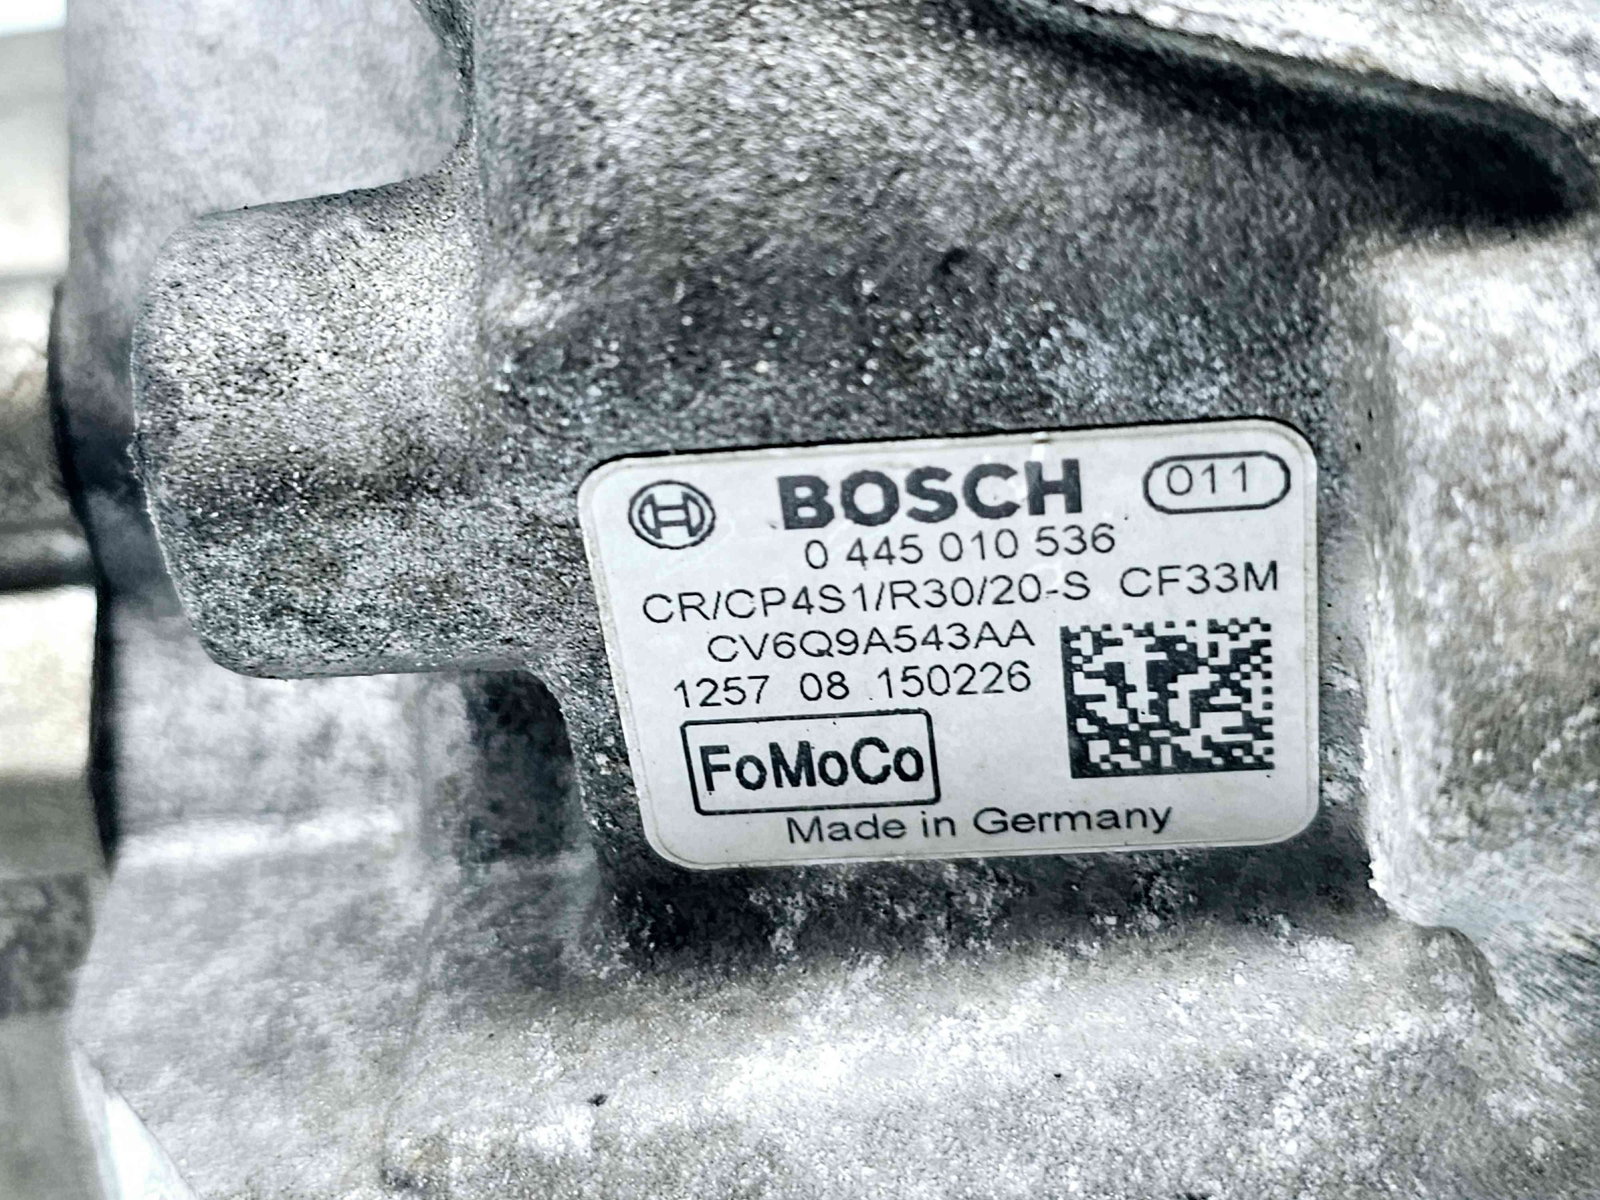 BOSCH 011
0 445 010 536
CR/CP4S1/R30/20-S CF33M
CV6Q9A543AA
1257 08 150226
FoMoCo
Made in Germany